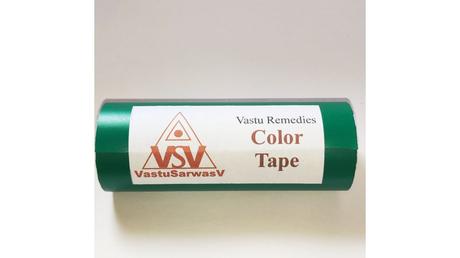 VSV
VastuSarwasV
Vastu Remedies
Color
Tape